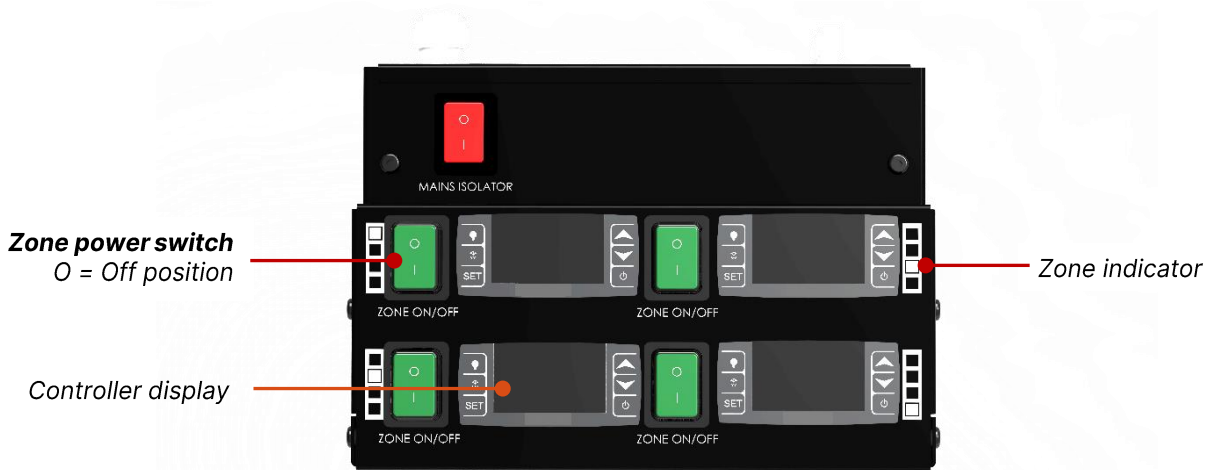 O
I
MAINS ISOLATOR
Zone power switch
O = Off position
O
I
SET
O
I
SET
Zone indicator
ZONE ON/OFF
ZONE ON/OFF
Controller display
O
I
SET
O
I
SET
ZONE ON/OFF
ZONE ON/OFF